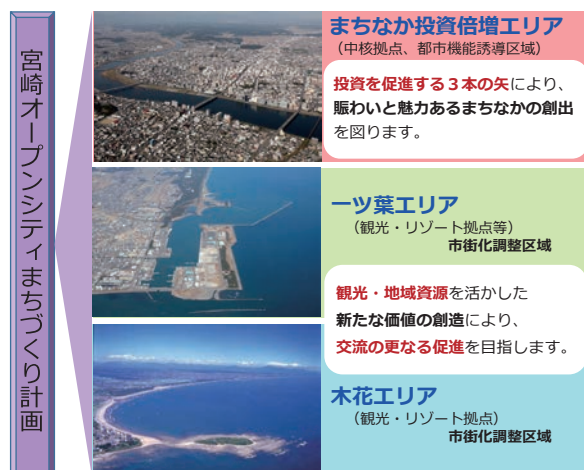 宮崎オープンシティまちづくり計画
まちなか投資倍増エリア
（中核拠点、都市機能誘導区域）
投資を促進する３本の矢により、
賑わいと魅力あるまちなかの創出
を図ります。
一ツ葉エリア
（観光・リゾート拠点等）
市街化調整区域
観光・地域資源を活かした
新たな価値の創造により、
交流の更なる促進を目指します。
木花エリア
（観光・リゾート拠点）
市街化調整区域